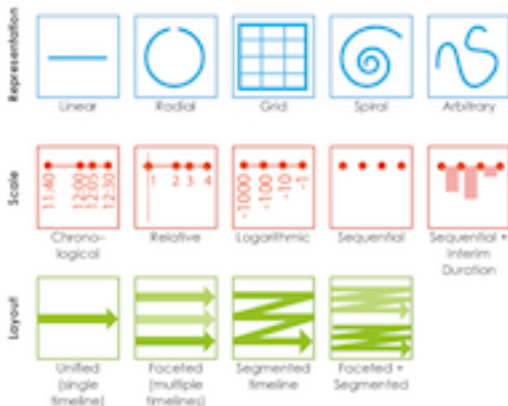 Representation
Linear
Radial
Grid
Spiral
Arbitrary
Scale
11:40
12:00
12:05
12:30
1 2 3 4
-1000
-100
-10
-1
Chrono-
logical
Relative
Logarithmic
Sequential
Sequential +
Interim
Duration
Layout
Unified
(single
timeline)
Faceted
(multiple
timelines)
Segmented
timeline
Faceted +
Segmented